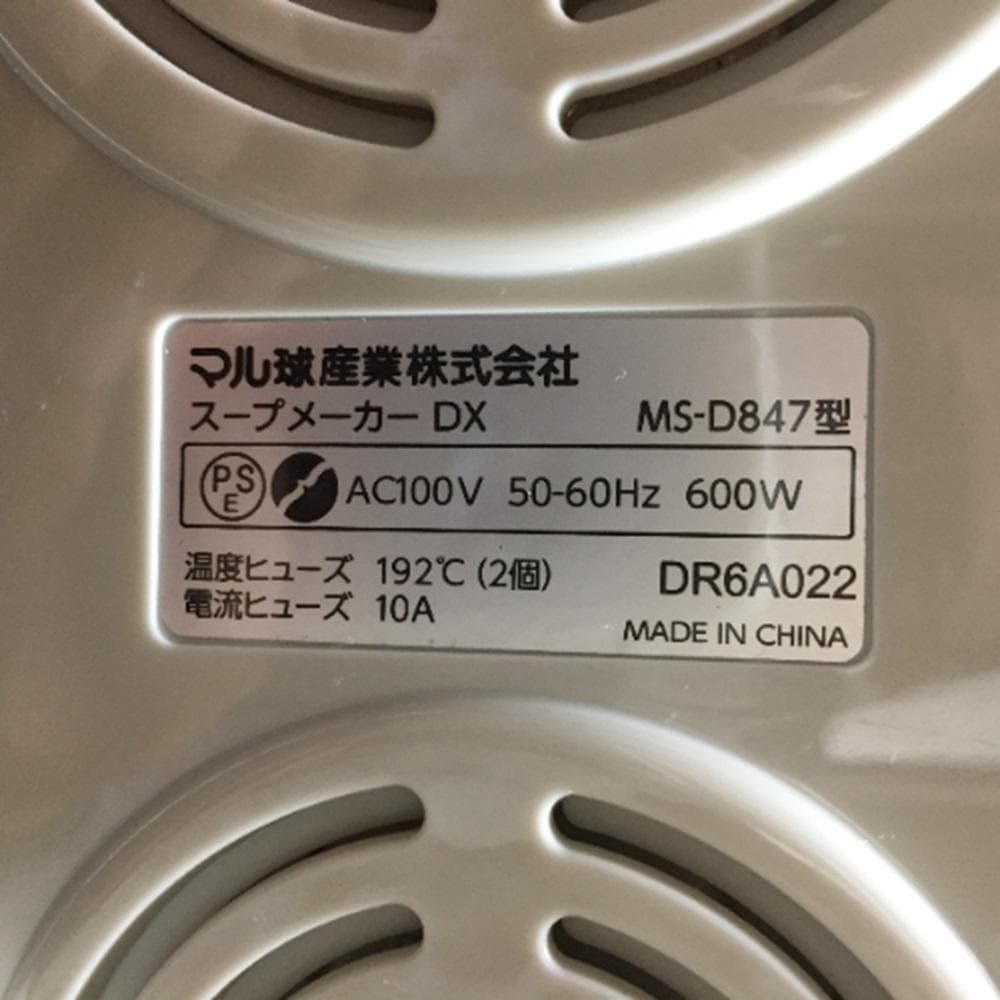 マル球産業株式会社
スープメーカー DX MS-D847型
PSE AC100V 50-60Hz 600W
温度ヒューズ 192℃ (2個) DR6A022
電流ヒューズ 10A
MADE IN CHINA